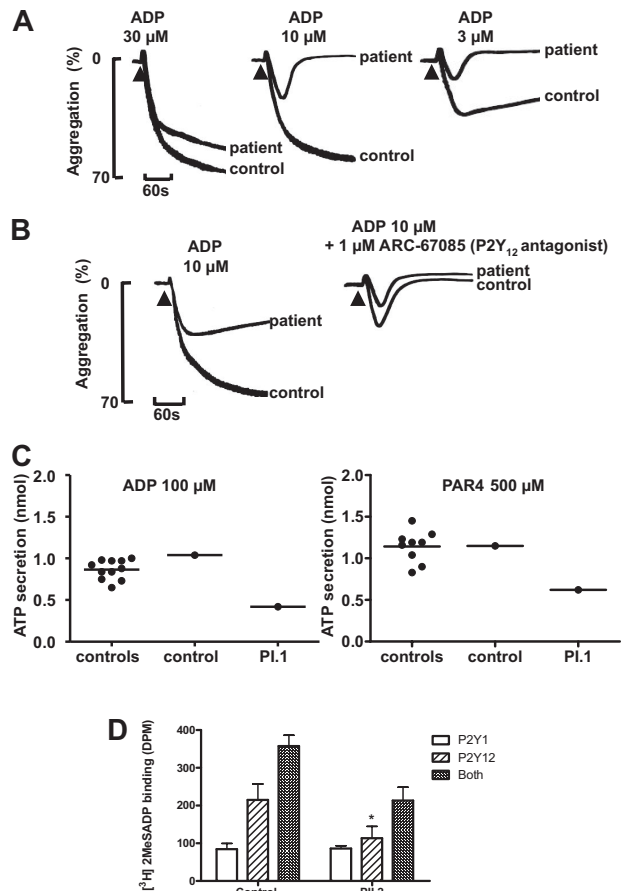 A
ADP
30 µM
ADP
10 µM
ADP
3 µM
Aggregation (%)
0
70
60s
patient
control
patient
control
patient
control
B
ADP
10 µM
ADP 10 µM
+ 1 µM ARC-67085 (P2Y12 antagonist)
Aggregation (%)
0
70
60s
patient
control
patient
control
C
ADP 100 µM
ATP secretion (nmol)
2.0
1.5
1.0
0.5
0.0
controls control PI.1
PAR4 500 µM
ATP secretion (nmol)
2.0
1.5
1.0
0.5
0.0
controls control PI.1
D
[3H] 2MeSADP binding (DPM)
400
300
200
100
0
*
P2Y1
P2Y12
Both
Control